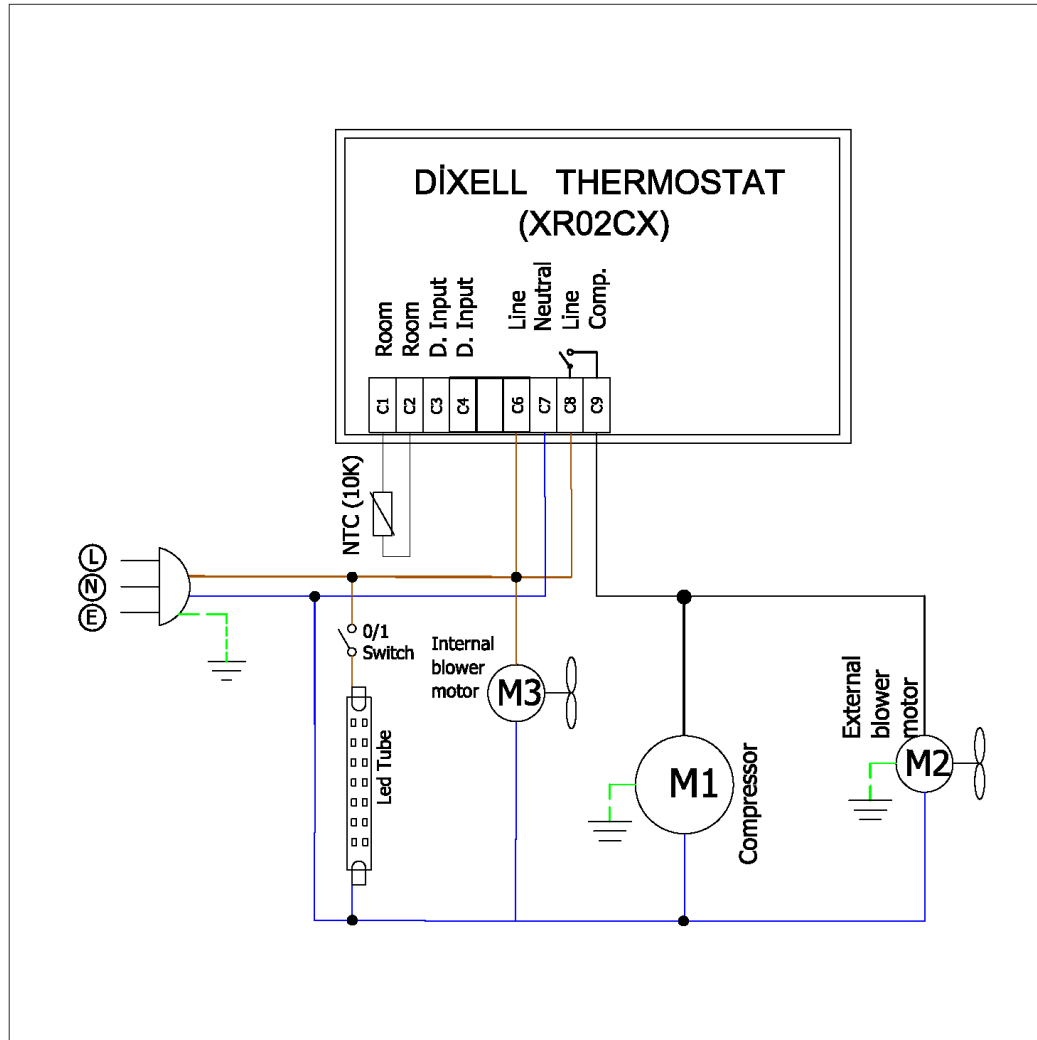 DİXELL THERMOSTAT
(XR02CX)
Room
Room
D. Input
D. Input
Line
Neutral
Line
Comp.
C1
C2
C3
C4
C6
C7
C8
C9
NTC (10K)
L
N
E
0/1
Switch
Led Tube
Internal
blower
motor
M3
M1
Compressor
External
blower
motor
M2